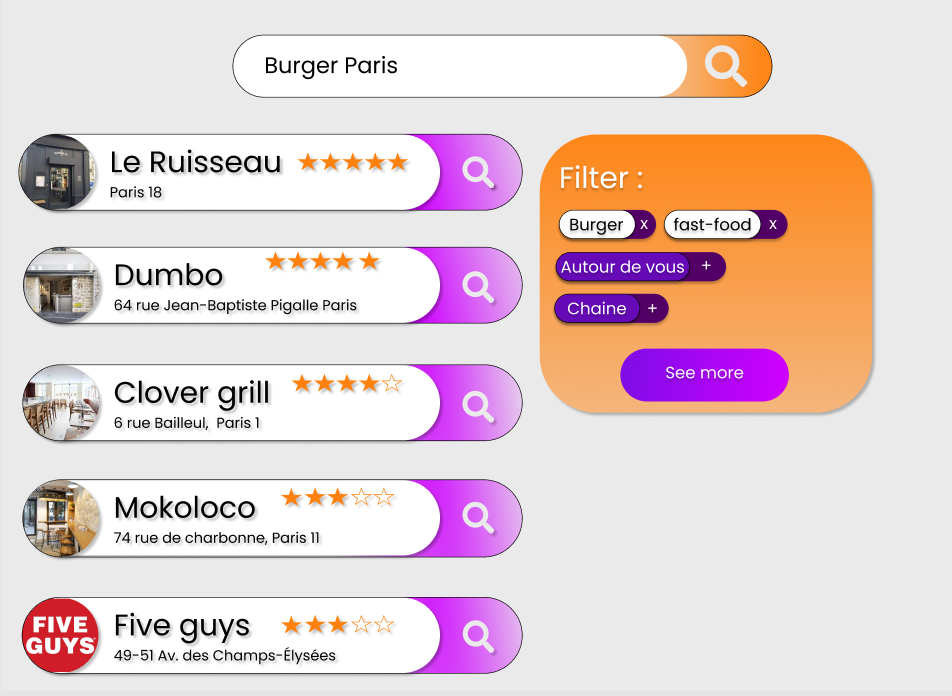 Burger Paris
Le Ruisseau ★★★★★
Paris 18
Dumbo ★★★★★
64 rue Jean-Baptiste Pigalle Paris
Clover grill ★★★★☆
6 rue Bailleul, Paris 1
Mokoloco ★★★☆☆
74 rue de charbonne, Paris 11
FIVE
GUYS
Five guys ★★★☆☆
49-51 Av. des Champs-Élysées
Filter :
Burger x fast-food x
Autour de vous +
Chaine +
See more